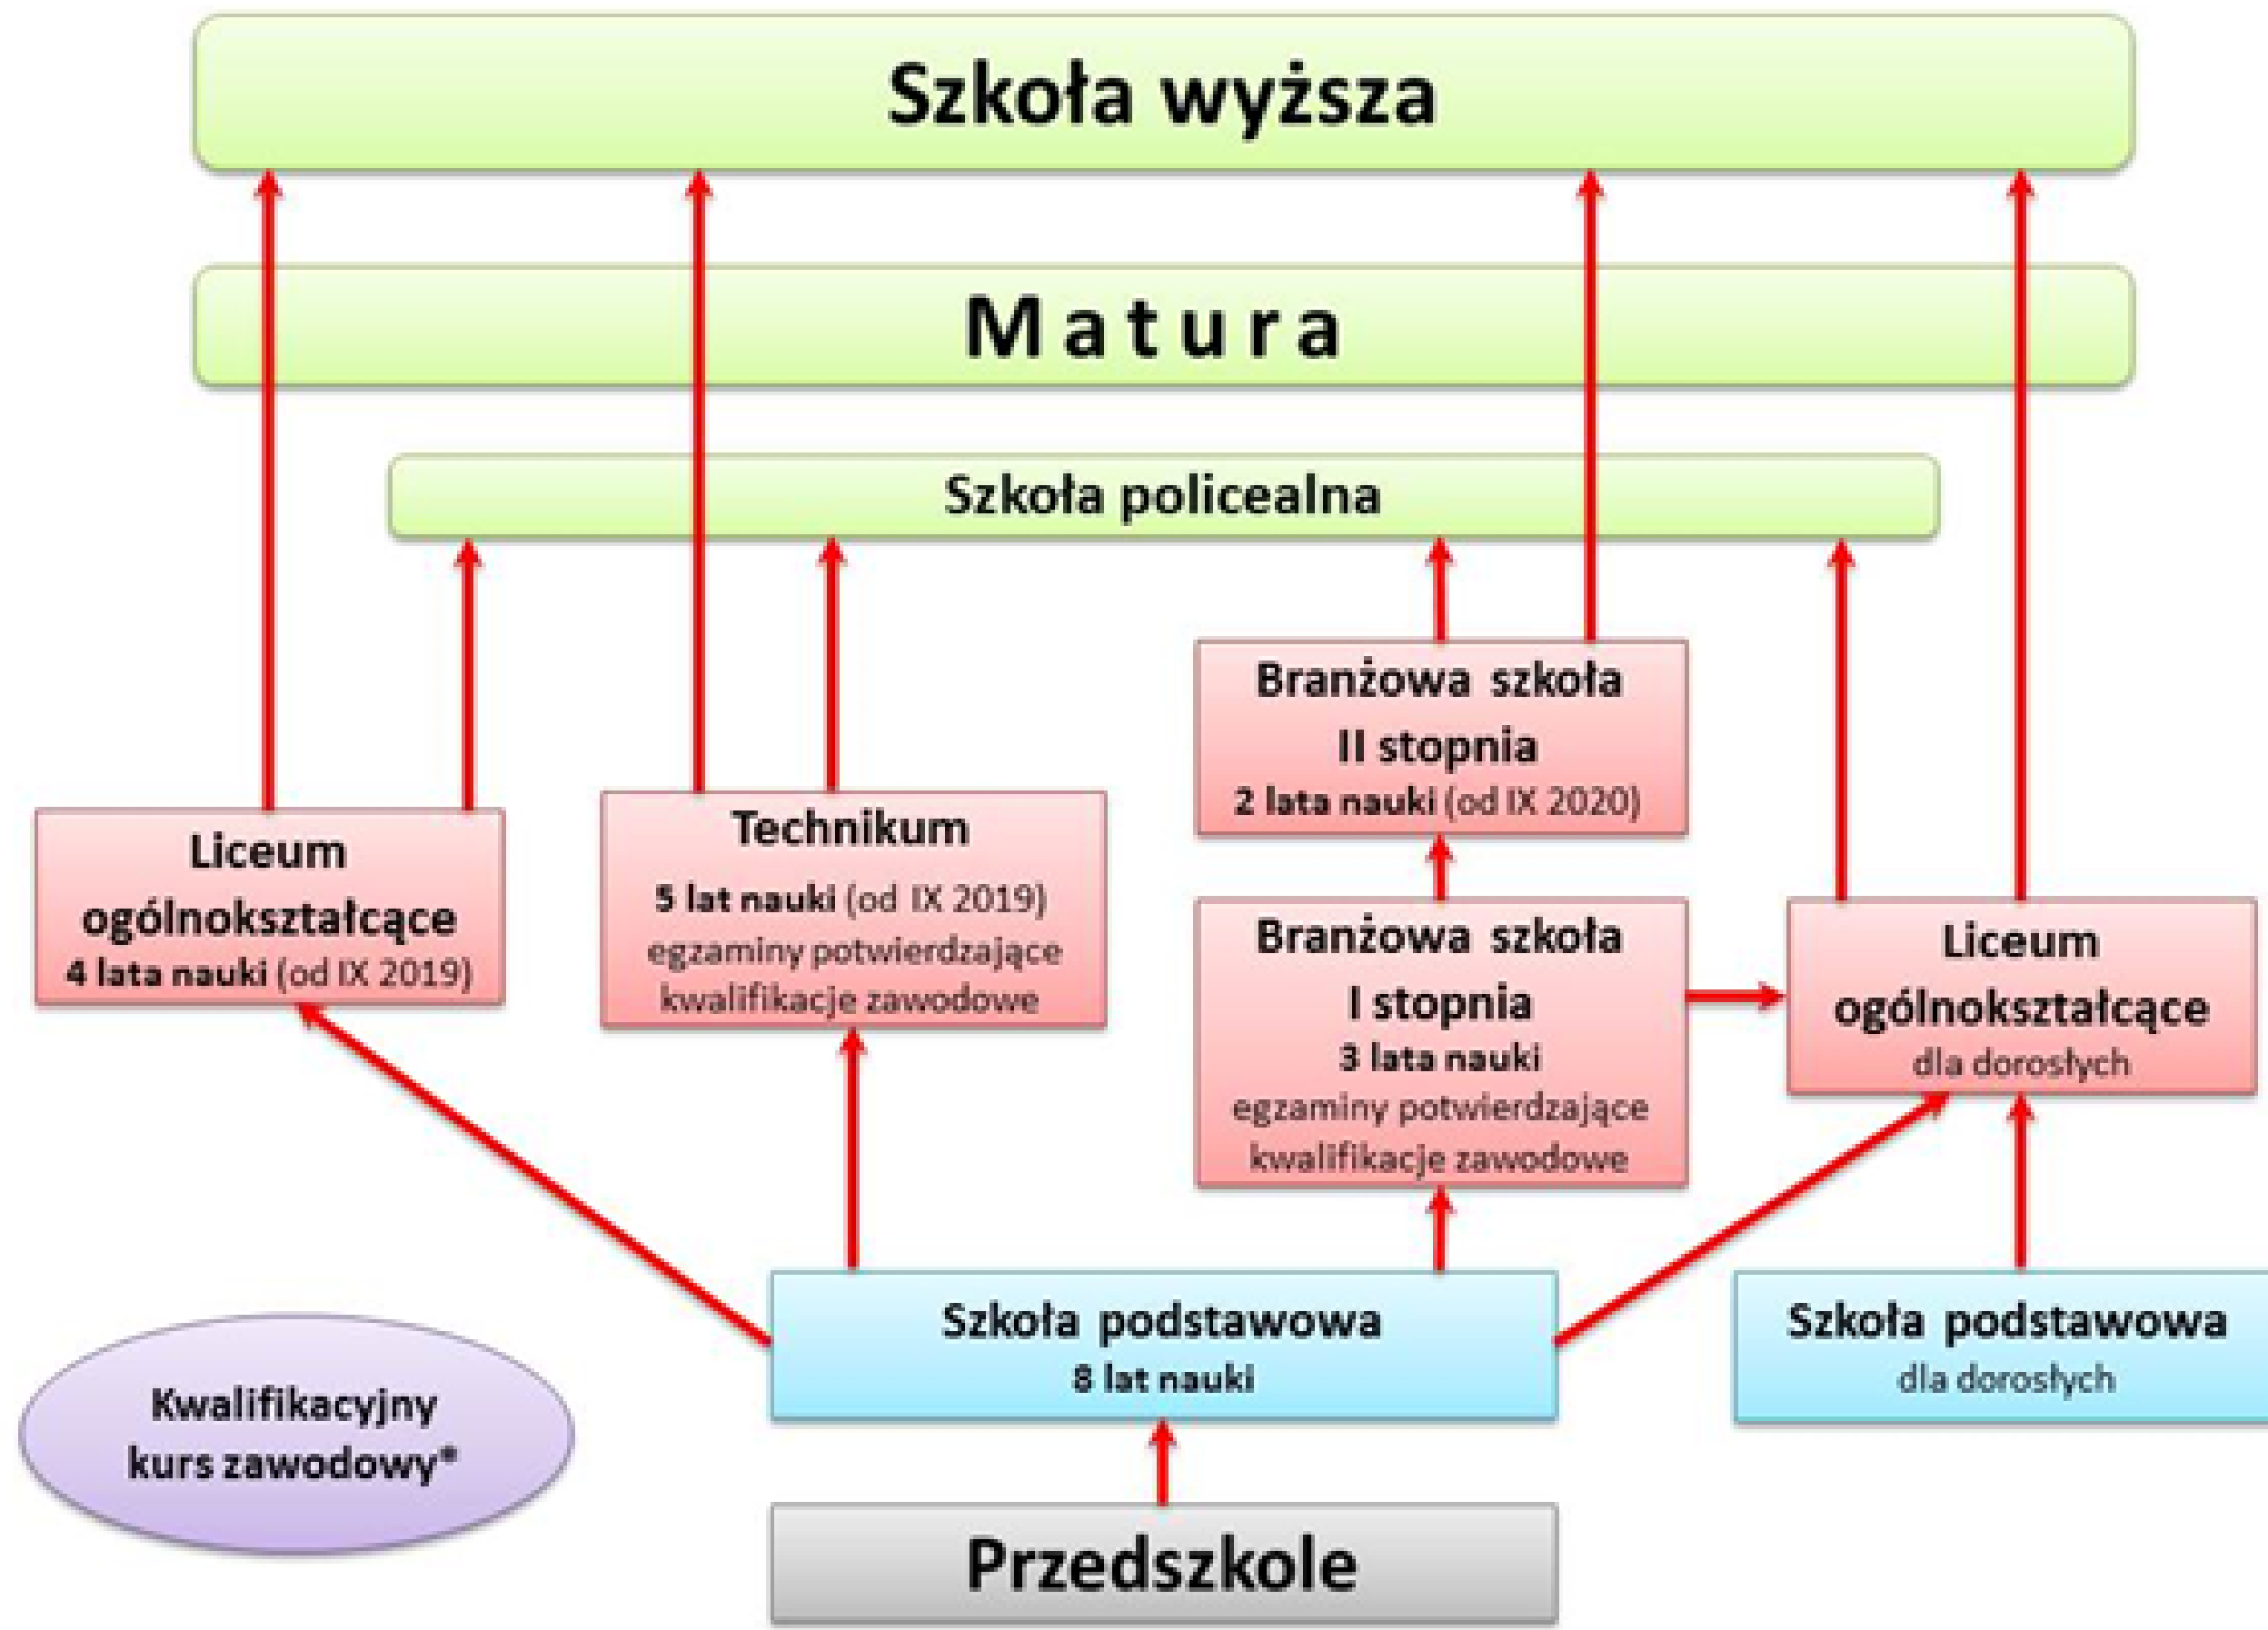 Szkoła wyższa
Matura
Szkoła policealna
Branżowa szkoła
II stopnia
2 lata nauki (od IX 2020)
Liceum
ogólnokształcące
4 lata nauki (od IX 2019)
Technikum
5 lat nauki (od IX 2019)
egzaminy potwierdzające
kwalifikacje zawodowe
Branżowa szkoła
I stopnia
3 lata nauki
egzaminy potwierdzające
kwalifikacje zawodowe
Liceum
ogólnokształcące
dla dorosłych
Szkoła podstawowa
8 lat nauki
Szkoła podstawowa
dla dorosłych
Kwalifikacyjny
kurs zawodowy*
Przedszkole